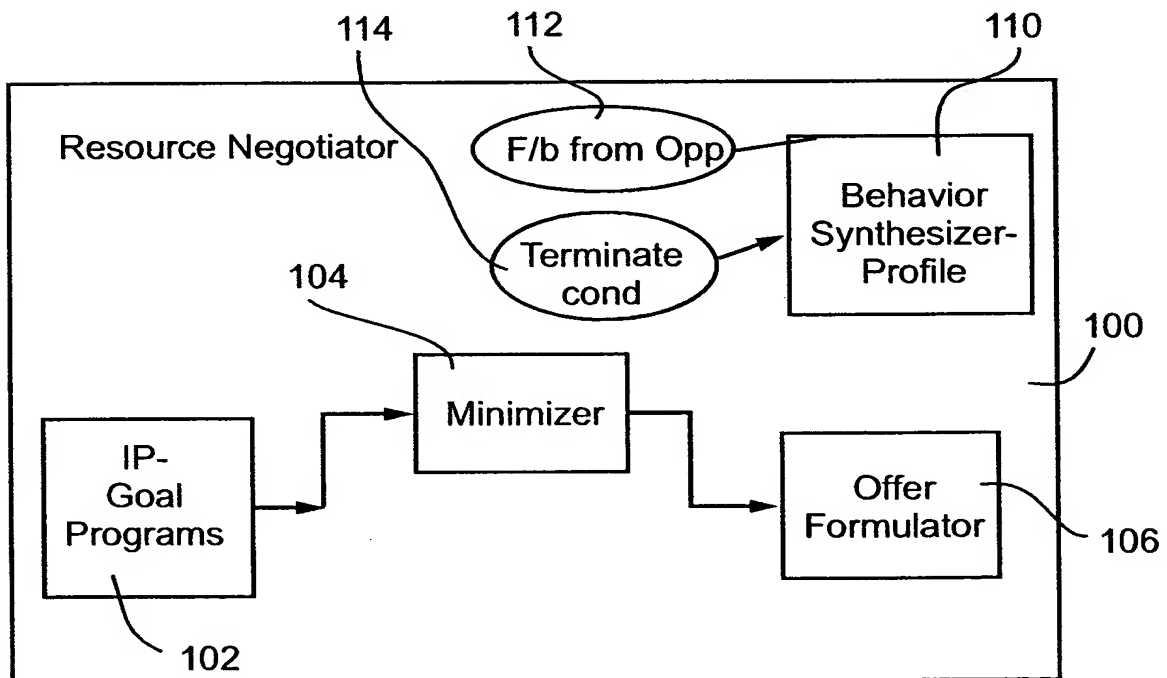 114
112
110
Resource Negotiator
F/b from Opp
Behavior
Synthesizer-
Profile
Terminate
cond
104
100
Minimizer
IP-
Goal
Programs
Offer
Formulator
106
102